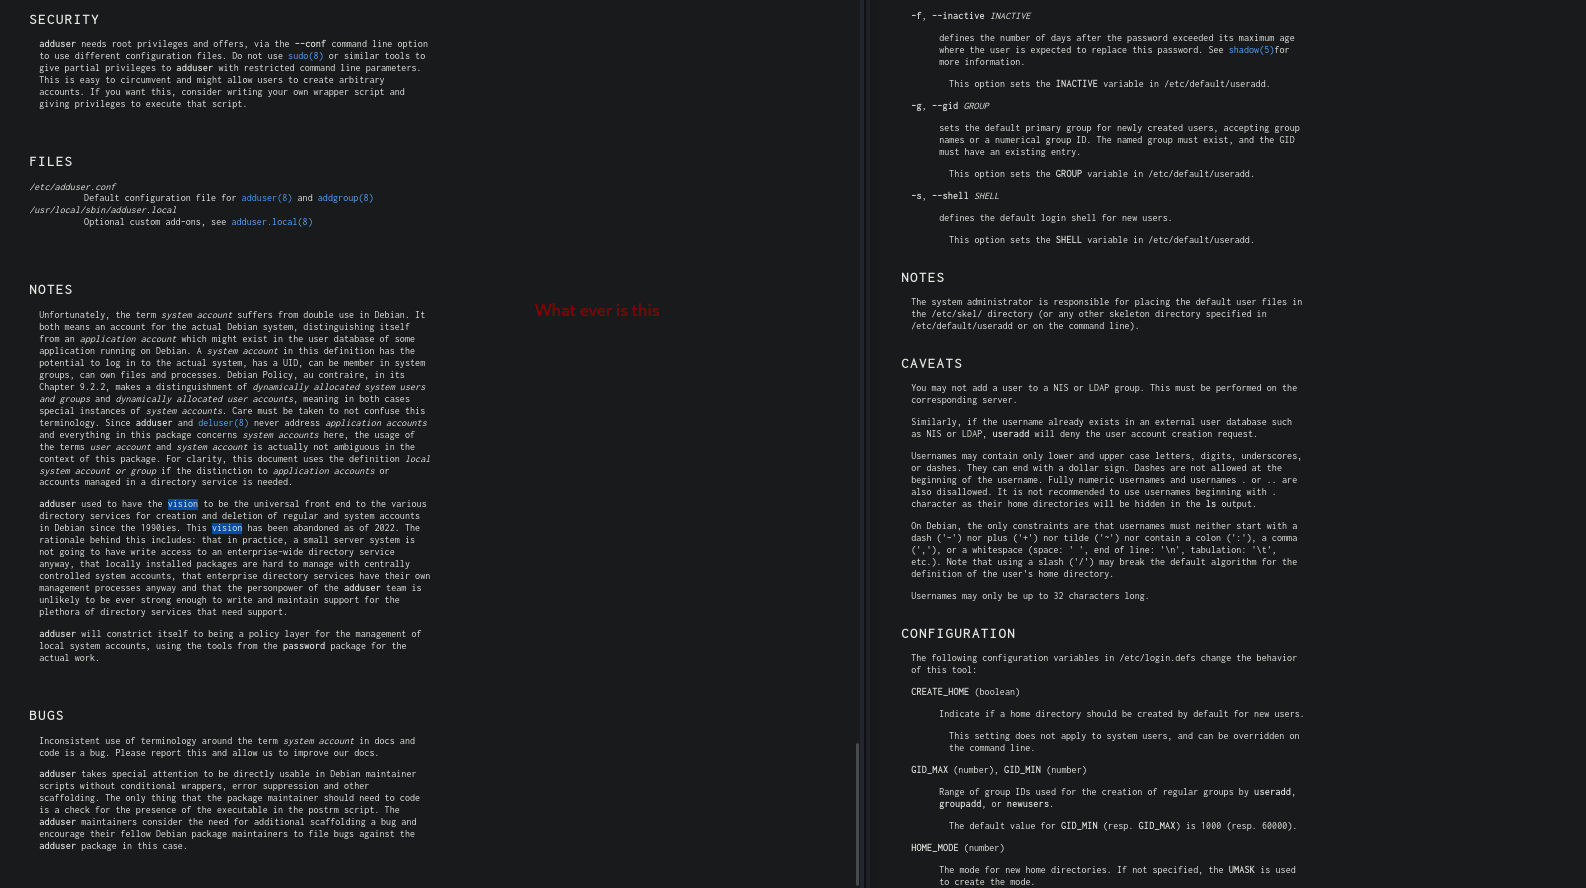 SECURITY
adduser needs root privileges and offers, via the --conf command line option
to use different configuration files. Do not use sudo(8) or similar tools to
give partial privileges to adduser with restricted command line parameters.
This is easy to circumvent and might allow users to create arbitrary
accounts. If you want this, consider writing your own wrapper script and
giving privileges to execute that script.
FILES
/etc/adduser.conf
Default configuration file for adduser(8) and addgroup(8)
/usr/local/sbin/adduser.local
Optional custom add-ons, see adduser.local(8)
NOTES
Unfortunately, the term system account suffers from double use in Debian. It
both means an account for the actual Debian system, distinguishing itself
from an application account which might exist in the user database of some
application running on Debian. A system account in this definition has the
potential to log in to the actual system, has a UID, can be member in system
groups, can own files and processes. Debian Policy, au contraire, in its
Chapter 9.2.2, makes a distinguishment of dynamically allocated system users
and groups and dynamically allocated user accounts, meaning in both cases
special instances of system accounts. Care must be taken to not confuse this
terminology. Since adduser and deluser(8) never address application accounts
and everything in this package concerns system accounts here, the usage of
the terms user account and system account is actually not ambiguous in the
context of this package. For clarity, this document uses the definition local
system account or group if the distinction to application accounts or
accounts managed in a directory service is needed.
adduser used to have the vision to be the universal front end to the various
directory services for creation and deletion of regular and system accounts
in Debian since the 1990ies. This vision has been abandoned as of 2022. The
rationale behind this includes: that in practice, a small server system is
not going to have write access to an enterprise-wide directory service
anyway, that locally installed packages are hard to manage with centrally
controlled system accounts, that enterprise directory services have their own
management processes anyway and that the personpower of the adduser team is
unlikely to be ever strong enough to write and maintain support for the
plethora of directory services that need support.
adduser will constrict itself to being a policy layer for the management of
local system accounts, using the tools from the password package for the
actual work.
BUGS
Inconsistent use of terminology around the term system account in docs and
code is a bug. Please report this and allow us to improve our docs.
adduser takes special attention to be directly usable in Debian maintainer
scripts without conditional wrappers, error suppression and other
scaffolding. The only thing that the package maintainer should need to code
is a check for the presence of the executable in the postrm script. The
adduser maintainers consider the need for additional scaffolding a bug and
encourage their fellow Debian package maintainers to file bugs against the
adduser package in this case.
What ever is this
-f, --inactive INACTIVE
defines the number of days after the password exceeded its maximum age
where the user is expected to replace this password. See shadow(5)for
more information.
This option sets the INACTIVE variable in /etc/default/useradd.
-g, --gid GROUP
sets the default primary group for newly created users, accepting group
names or a numerical group ID. The named group must exist, and the GID
must have an existing entry.
This option sets the GROUP variable in /etc/default/useradd.
-s, --shell SHELL
defines the default login shell for new users.
This option sets the SHELL variable in /etc/default/useradd.
NOTES
The system administrator is responsible for placing the default user files in
the /etc/skel/ directory (or any other skeleton directory specified in
/etc/default/useradd or on the command line).
CAVEATS
You may not add a user to a NIS or LDAP group. This must be performed on the
corresponding server.
Similarly, if the username already exists in an external user database such
as NIS or LDAP, useradd will deny the user account creation request.
Usernames may contain only lower and upper case letters, digits, underscores,
or dashes. They can end with a dollar sign. Dashes are not allowed at the
beginning of the username. Fully numeric usernames and usernames . or .. are
also disallowed. It is not recommended to use usernames beginning with .
character as their home directories will be hidden in the ls output.
On Debian, the only constraints are that usernames must neither start with a
dash ('-') nor plus ('+') nor tilde ('~') nor contain a colon (':'), a comma
(','), or a whitespace (space: ' ', end of line: '\n', tabulation: '\t',
etc.). Note that using a slash ('/') may break the default algorithm for the
definition of the user's home directory.
Usernames may only be up to 32 characters long.
CONFIGURATION
The following configuration variables in /etc/login.defs change the behavior
of this tool:
CREATE_HOME (boolean)
Indicate if a home directory should be created by default for new users.
This setting does not apply to system users, and can be overridden on
the command line.
GID_MAX (number), GID_MIN (number)
Range of group IDs used for the creation of regular groups by useradd,
groupadd, or newusers.
The default value for GID_MIN (resp. GID_MAX) is 1000 (resp. 60000).
HOME_MODE (number)
The mode for new home directories. If not specified, the UMASK is used
to create the mode.